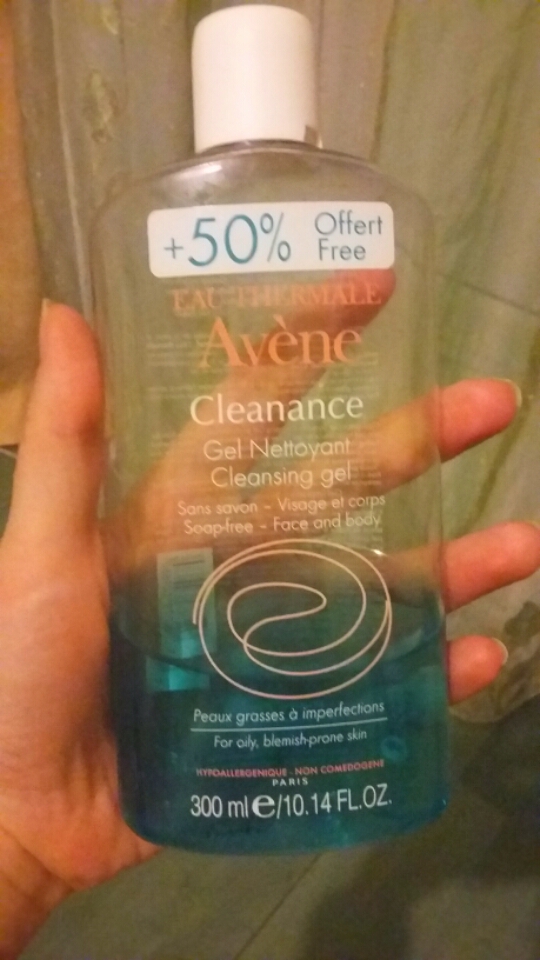 +50% Offert
Free
EAU THERMALE
Avène
Cleanance
Gel Nettoyant
Cleansing gel
Sans savon - Visage et corps
Soap-free - Face and body
Peaux grasses à imperfections
For oily, blemish-prone skin
HYPOALLERGENIQUE - NON COMEDOGENE
PARIS
300 ml e/10.14 FL.OZ.